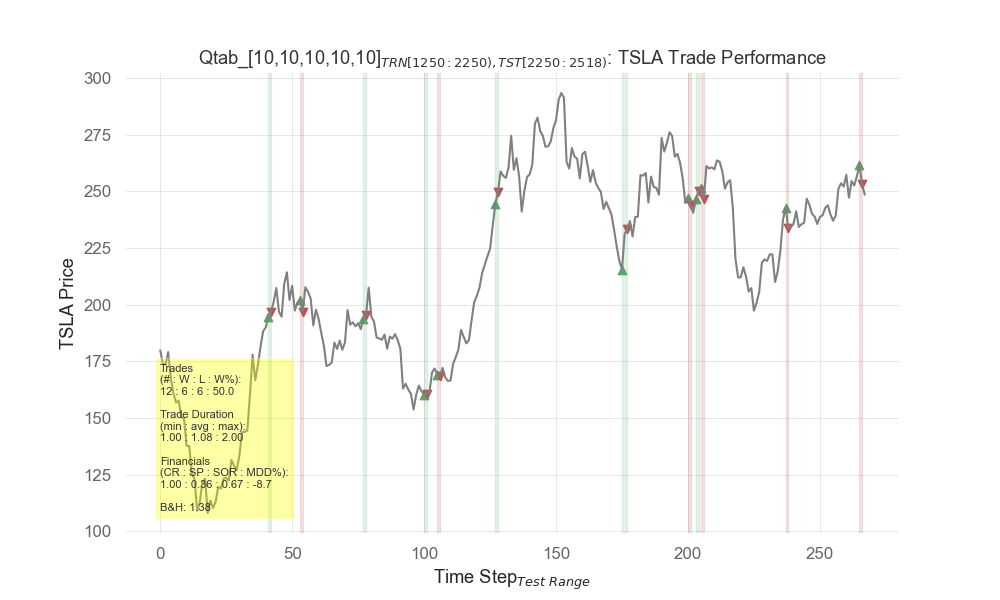 Qtab_[10,10,10,10,10]TRN[1250:2250),TST[2250:2518): TSLA Trade Performance
300
275
250
225
200
175
150
125
100
TSLA Price
Trades
(# : W : L : W%):
12 : 6 : 6 : 50.0
Trade Duration
(min : avg : max):
1.00 : 1.08 : 2.00
Financials
(CR : SP : SOR : MDD%):
1.00 : 0.36 : 0.67 : -8.7
B&H: 1.38
0 50 100 150 200 250
Time StepTest Range